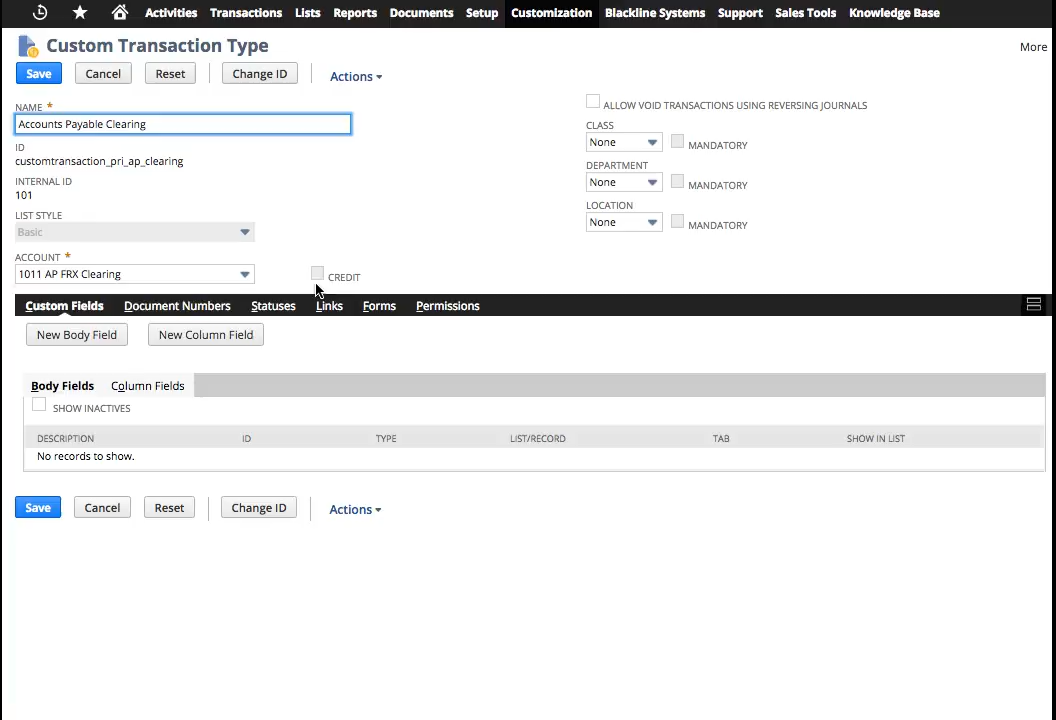 Activities Transactions Lists Reports Documents Setup Customization Blackline Systems Support Sales Tools Knowledge Base
Custom Transaction Type
More
Save Cancel Reset Change ID Actions
NAME *
Accounts Payable Clearing
ID
customtransaction_pri_ap_clearing
INTERNAL ID
101
LIST STYLE
Basic
ACCOUNT *
1011 AP FRX Clearing
CREDIT
ALLOW VOID TRANSACTIONS USING REVERSING JOURNALS
CLASS
None MANDATORY
DEPARTMENT
None MANDATORY
LOCATION
None MANDATORY
Custom Fields Document Numbers Statuses Links Forms Permissions
New Body Field New Column Field
Body Fields Column Fields
SHOW INACTIVES
DESCRIPTION ID TYPE LIST/RECORD TAB SHOW IN LIST
No records to show.
Save Cancel Reset Change ID Actions